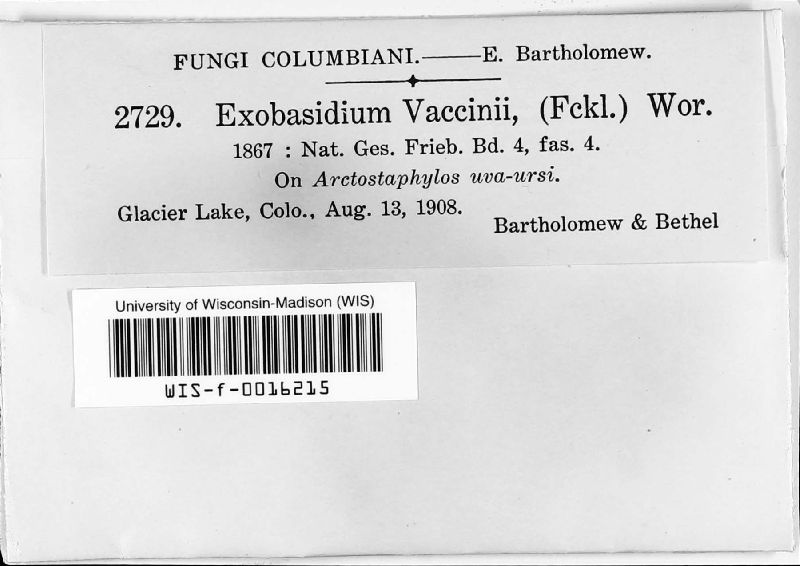 FUNGI COLUMBIANI.——E. Bartholomew.
2729. Exobasidium Vaccinii, (Fckl.) Wor.
1867 : Nat. Ges. Frieb. Bd. 4, fas. 4.
On Arctostaphylos uva-ursi.
Glacier Lake, Colo., Aug. 13, 1908.
Bartholomew & Bethel
University of Wisconsin-Madison (WIS)
WIS-f-0016215